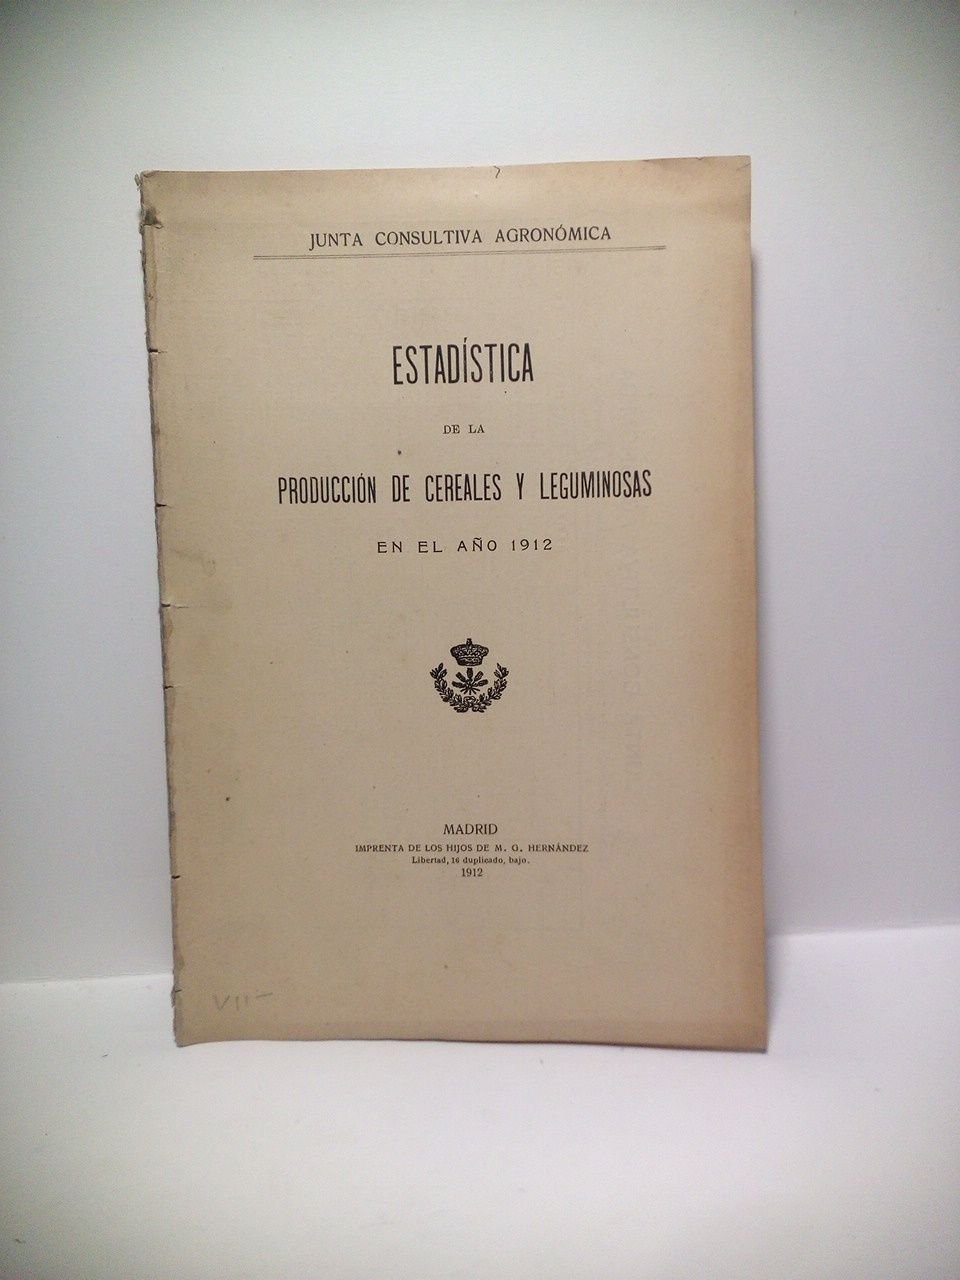 JUNTA CONSULTIVA AGRONÓMICA
ESTADÍSTICA
DE LA
PRODUCCIÓN DE CEREALES Y LEGUMINOSAS
EN EL AÑO 1912
MADRID
IMPRENTA DE LOS HIJOS DE M. G. HERNÁNDEZ
Libertad, 16 duplicado, bajo.
1912
VII-